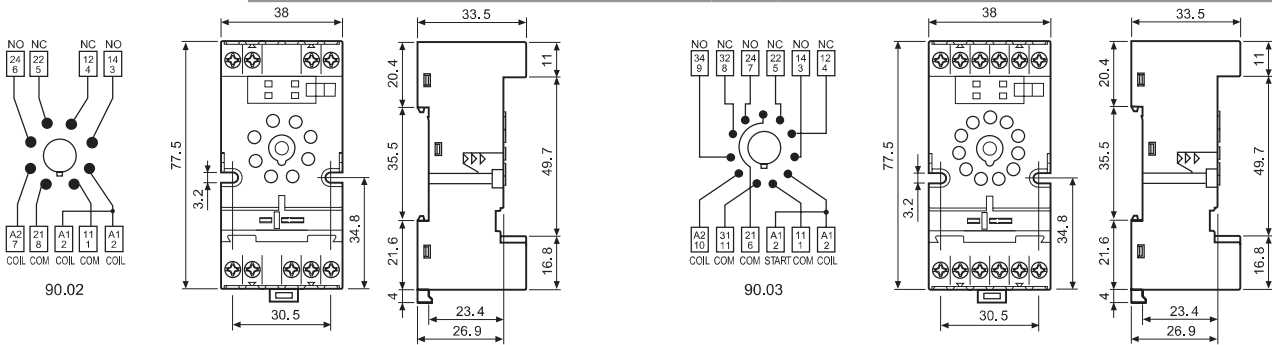 38
33.5
38
33.5
NO NC NC NO
24 22 12 14
6 5 4 3
NO NC NO NC NO NC
34 32 24 22 14 12
9 8 7 5 3 4
20.4
11
20.4
11
77.5
35.5
49.7
77.5
35.5
49.7
3.2
34.8
3.2
34.8
A2 21 A1 11 A1
7 8 2 1 2
COIL COM COIL COM COIL
A2 31 21 A1 11 A1
10 11 6 2 1 2
COIL COM COM START COM COIL
21.6
16.8
21.6
16.8
90.02
90.03
4
4
30.5
23.4
30.5
23.4
26.9
26.9